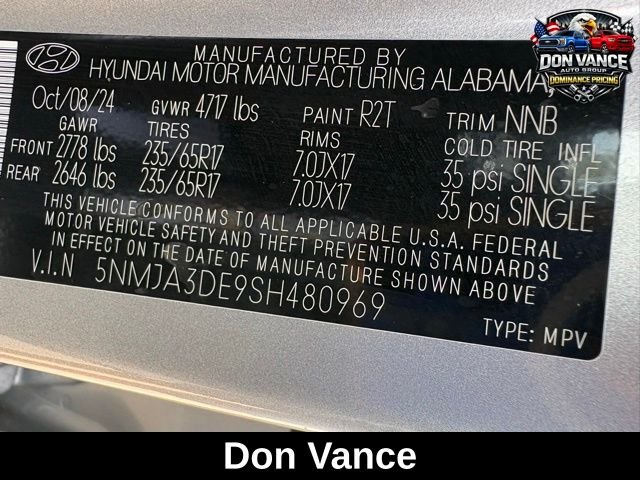 DON VANCE
AUTO GROUP
DOMINANCE PRICING
MANUFACTURED BY
HYUNDAI MOTOR MANUFACTURING ALABAMA,
Oct/08/24 GVWR 4717 lbs PAINT R2T TRIM NNB
GAWR TIRES RIMS COLD TIRE INFL
FRONT 2778 lbs 235/65R17 7.0JX17 35 psi SINGLE
REAR 2646 lbs 235/65R17 7.0JX17 35 psi SINGLE
THIS VEHICLE CONFORMS TO ALL APPLICABLE U.S.A. FEDERAL
MOTOR VEHICLE SAFETY AND THEFT PREVENTION STANDARDS
IN EFFECT ON THE DATE OF MANUFACTURE SHOWN ABOVE
V.I.N 5NMJA3DE9SH480969
TYPE: MPV
Don Vance